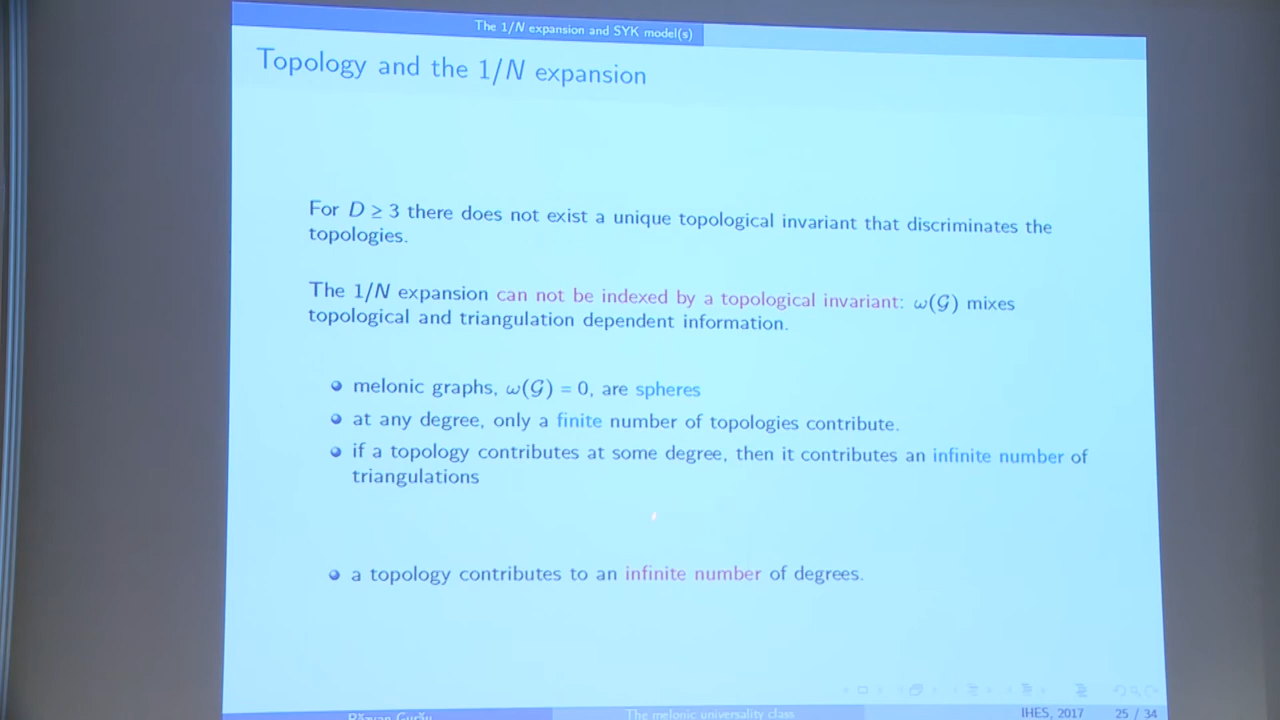 The 1/N expansion and SYK model(s)
Topology and the 1/N expansion
For D ≥ 3 there does not exist a unique topological invariant that discriminates the
topologies.
The 1/N expansion can not be indexed by a topological invariant: ω(𝒢) mixes
topological and triangulation dependent information.
melonic graphs, ω(𝒢) = 0, are spheres
at any degree, only a finite number of topologies contribute.
if a topology contributes at some degree, then it contributes an infinite number of
triangulations
a topology contributes to an infinite number of degrees.
Răzvan Gurău
The melonic universality class
IHES, 2017
25 / 34